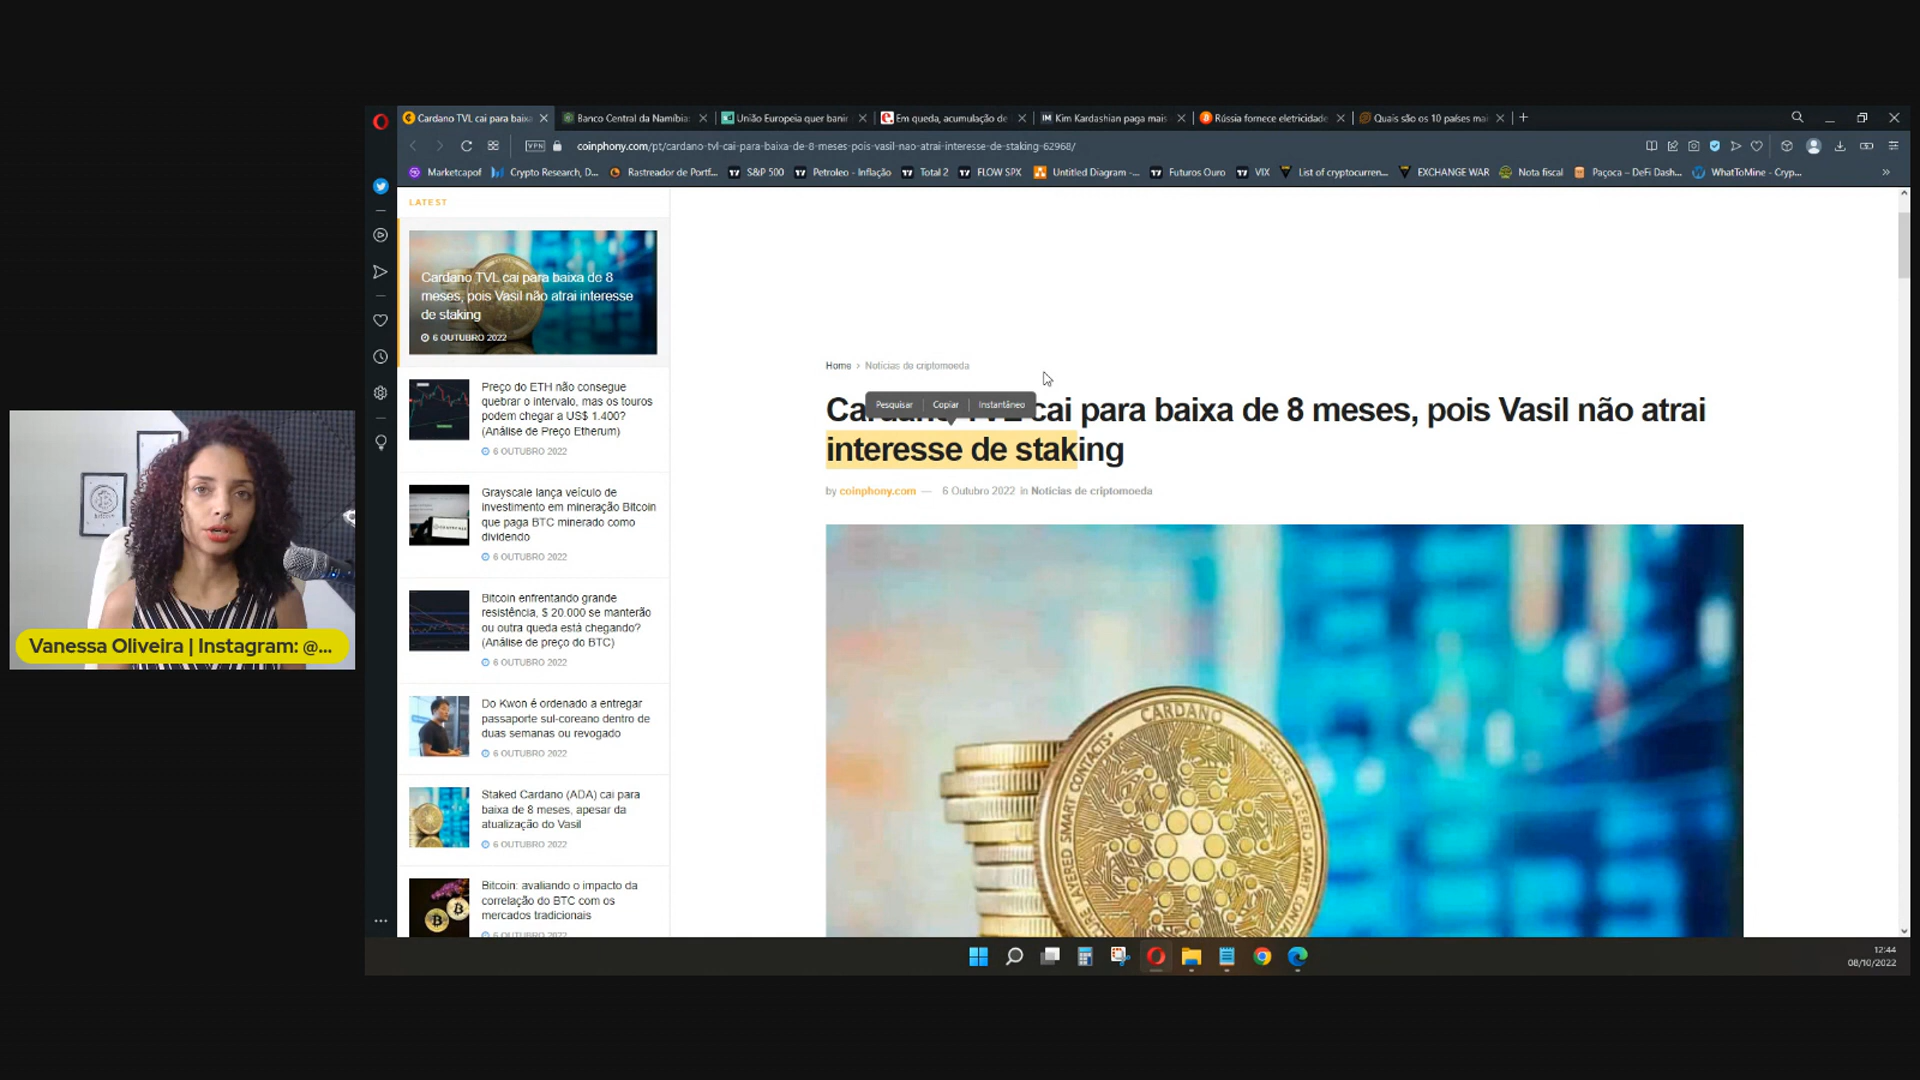 Cardano TVL cai para baixa
Banco Central da Namíbia:
União Europeia quer banir
Em queda, acumulação de
Kim Kardashian paga mais
Rússia fornece eletricidade
Quais são os 10 países mai
VPN
coinphony.com/pt/cardano-tvl-cai-para-baixa-de-8-meses-pois-vasil-nao-atrai-interesse-de-staking-62968/
Marketcapof
Crypto Research, D...
Rastreador de Portf...
S&P 500
Petroleo - Inflação
Total 2
FLOW SPX
Untitled Diagram -...
Futuros Ouro
VIX
List of cryptocurren...
EXCHANGE WAR
Nota fiscal
Paçoca – DeFi Dash...
WhatToMine - Cryp...
LATEST
Cardano TVL cai para baixa de 8
meses, pois Vasil não atrai interesse
de staking
6 OUTUBRO 2022
Preço do ETH não consegue
quebrar o intervalo, mas os touros
podem chegar a US$ 1.400?
(Análise de Preço Etherum)
6 OUTUBRO 2022
Grayscale lança veículo de
investimento em mineração Bitcoin
que paga BTC minerado como
dividendo
6 OUTUBRO 2022
Bitcoin enfrentando grande
resistência, $ 20.000 se manterão
ou outra queda está chegando?
(Análise de preço do BTC)
6 OUTUBRO 2022
Do Kwon é ordenado a entregar
passaporte sul-coreano dentro de
duas semanas ou revogado
6 OUTUBRO 2022
Staked Cardano (ADA) cai para
baixa de 8 meses, apesar da
atualização do Vasil
6 OUTUBRO 2022
Bitcoin: avaliando o impacto da
correlação do BTC com os
mercados tradicionais
6 OUTUBRO 2022
Home > Notícias de criptomoeda
Pesquisar Copiar Instantâneo
cai para baixa de 8 meses, pois Vasil não atrai
interesse de staking
by coinphony.com — 6 Outubro 2022 in Notícias de criptomoeda
CARDANO
LAYERED SMART CONTACTS
SECURE LAYERED
Vanessa Oliveira | Instagram: @...
12:44
08/10/2022